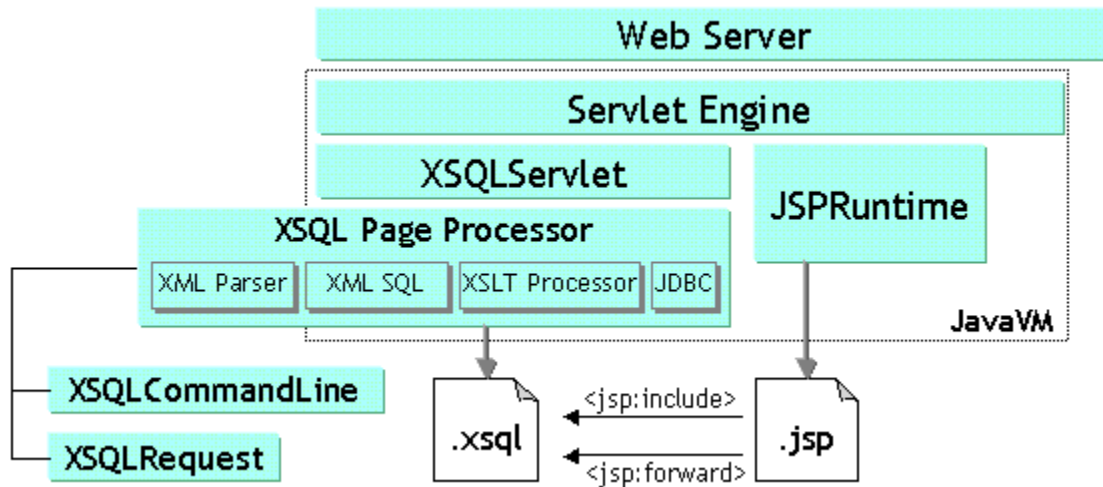 Web Server
Servlet Engine
XSQLServlet
JSPRuntime
XSQL Page Processor
XML Parser
XML SQL
XSLT Processor
JDBC
JavaVM
XSQLCommandLine
XSQLRequest
.xsql
<jsp:include>
<jsp:forward>
.jsp